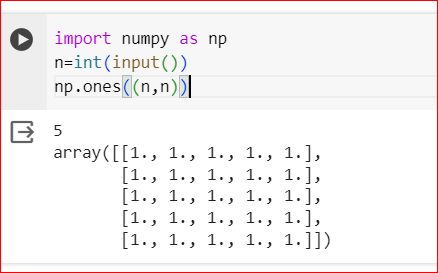 import numpy as np
n=int(input())
np.ones((n,n))
5
array([[1., 1., 1., 1., 1.],
       [1., 1., 1., 1., 1.],
       [1., 1., 1., 1., 1.],
       [1., 1., 1., 1., 1.],
       [1., 1., 1., 1., 1.]])